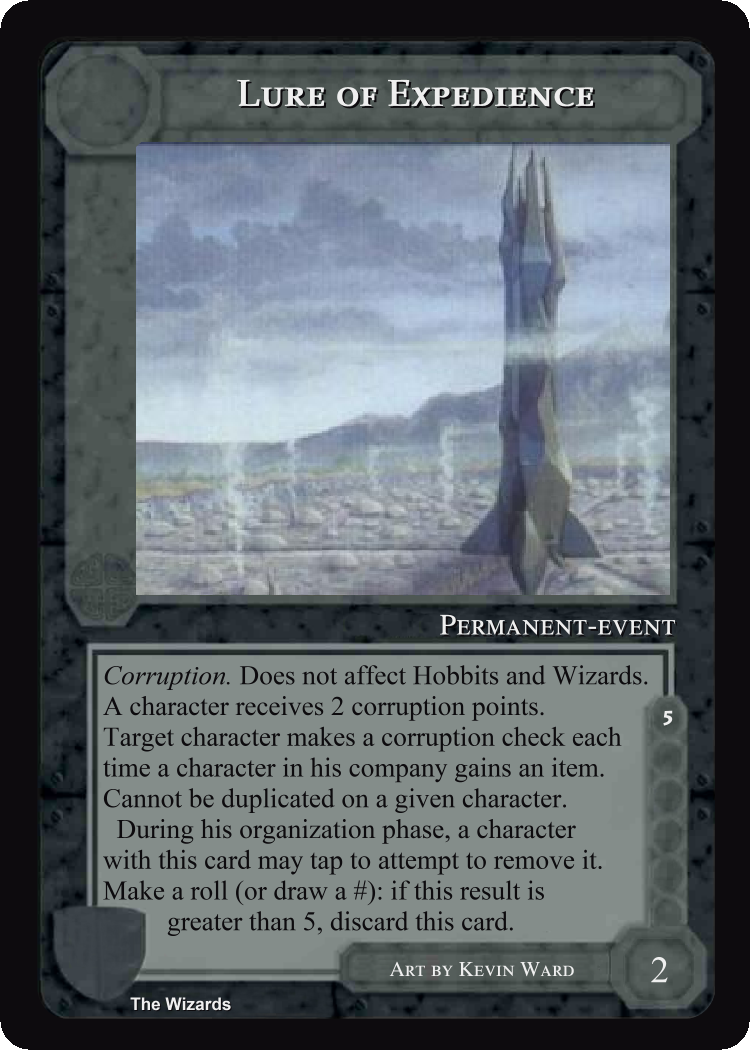 Lure of Expedience
Permanent-event
Corruption. Does not affect Hobbits and Wizards.
A character receives 2 corruption points.
Target character makes a corruption check each
time a character in his company gains an item.
Cannot be duplicated on a given character.
During his organization phase, a character
with this card may tap to attempt to remove it.
Make a roll (or draw a #): if this result is
greater than 5, discard this card.
5
Art by Kevin Ward
2
The Wizards